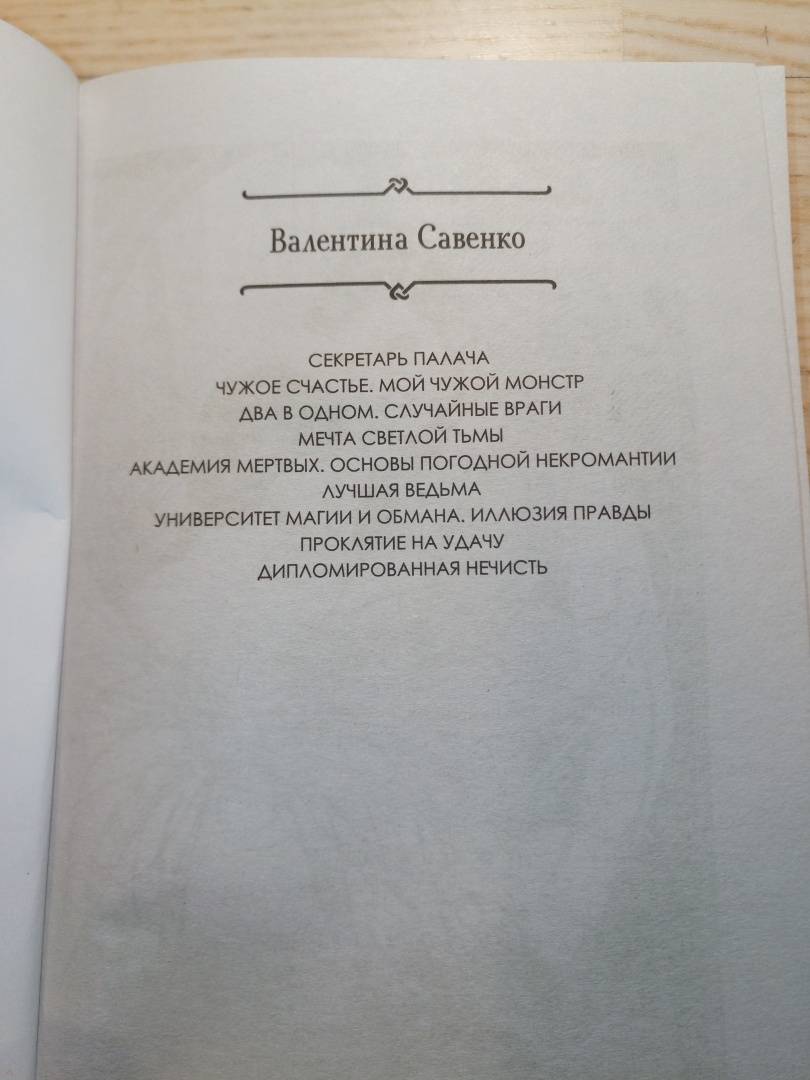 Валентина Савенко
СЕКРЕТАРЬ ПАЛАЧА
ЧУЖОЕ СЧАСТЬЕ. МОЙ ЧУЖОЙ МОНСТР
ДВА В ОДНОМ. СЛУЧАЙНЫЕ ВРАГИ
МЕЧТА СВЕТЛОЙ ТЬМЫ
АКАДЕМИЯ МЕРТВЫХ. ОСНОВЫ ПОГОДНОЙ НЕКРОМАНТИИ
ЛУЧШАЯ ВЕДЬМА
УНИВЕРСИТЕТ МАГИИ И ОБМАНА. ИЛЛЮЗИЯ ПРАВДЫ
ПРОКЛЯТИЕ НА УДАЧУ
ДИПЛОМИРОВАННАЯ НЕЧИСТЬ